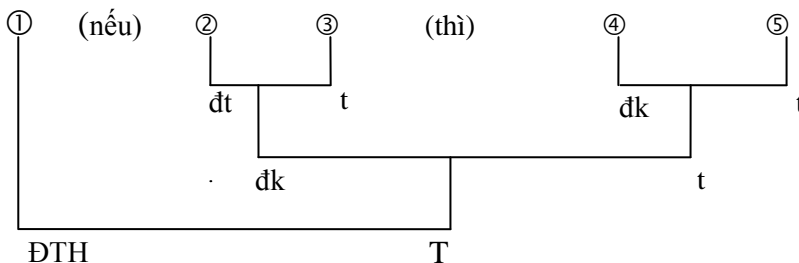 ① (nếu) ② ③ (thì) ④ ⑤
đt t đk t
đk t
ĐTH T